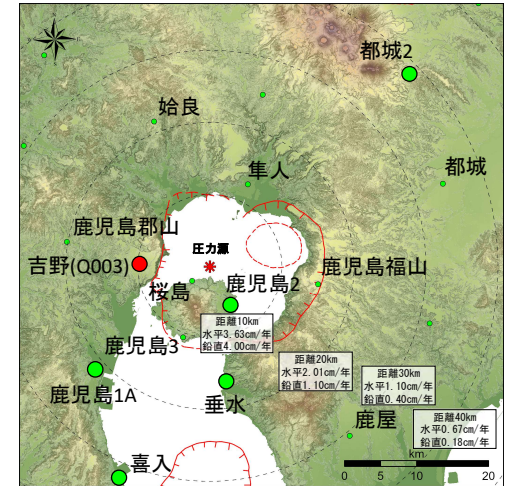 都城2
姶良
都城
隼人
鹿児島郡山
圧力源
吉野(Q003)
鹿児島福山
桜島
鹿児島2
距離10km
水平3.63cm/年
鉛直4.00cm/年
鹿児島3
距離20km
水平2.01cm/年
鉛直1.10cm/年
距離30km
水平1.10cm/年
鉛直0.40cm/年
鹿児島1A
垂水
鹿屋
距離40km
水平0.67cm/年
鉛直0.18cm/年
喜入
km
0 5 10 20